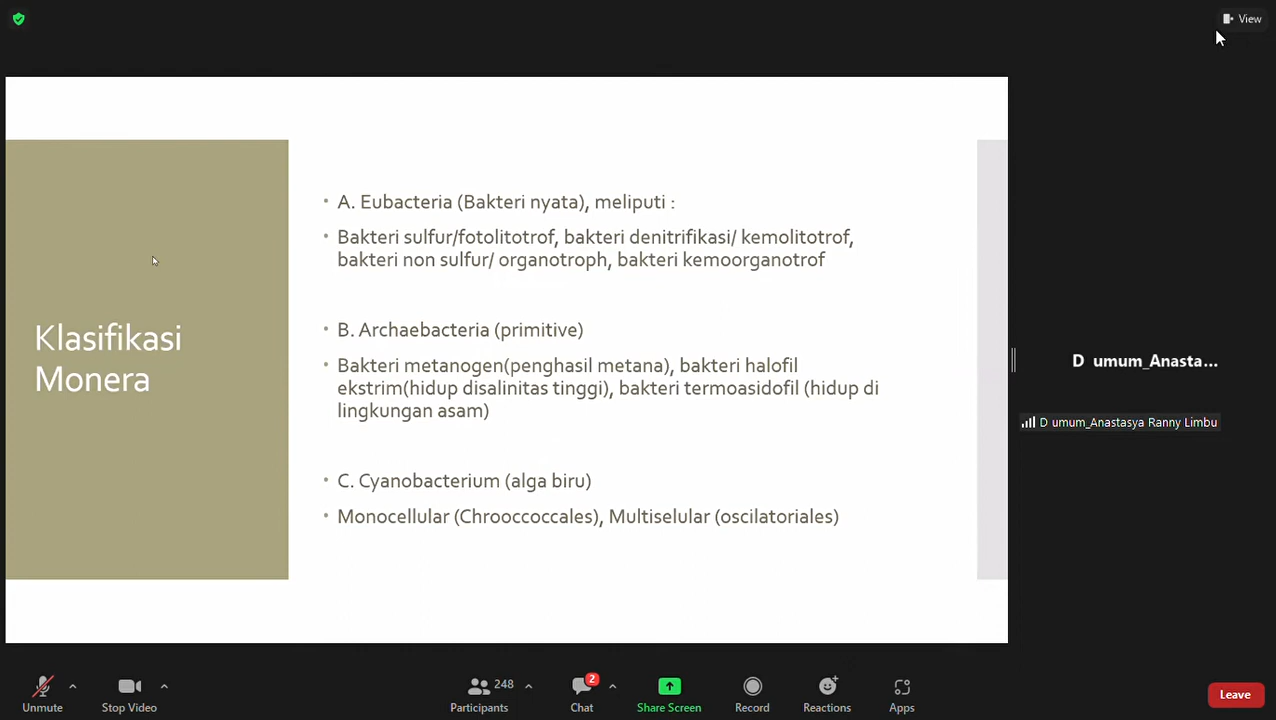 View
Klasifikasi
Monera
• A. Eubacteria (Bakteri nyata), meliputi :
• Bakteri sulfur/fotolitotrof, bakteri denitrifikasi/ kemolitotrof,
bakteri non sulfur/ organotroph, bakteri kemoorganotrof
• B. Archaebacteria (primitive)
• Bakteri metanogen(penghasil metana), bakteri halofil
ekstrim(hidup disalinitas tinggi), bakteri termoasidofil (hidup di
lingkungan asam)
• C. Cyanobacterium (alga biru)
• Monocellular (Chrooccoccales), Multiselular (oscilatoriales)
D umum_Anasta...
D umum_Anastasya Ranny Limbu
Unmute
Stop Video
248
Participants
2
Chat
Share Screen
Record
Reactions
Apps
Leave